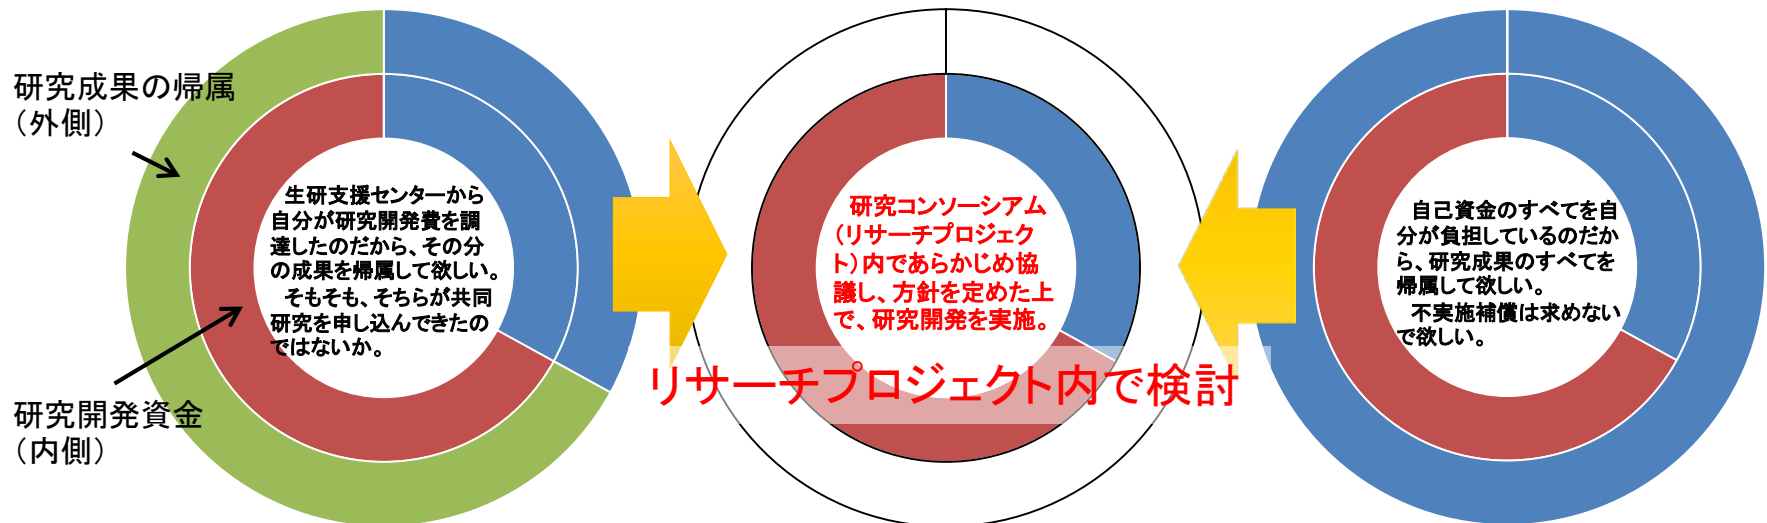 研究成果の帰属
（外側）
生研支援センターから
自分が研究開発費を調
達したのだから、その分
の成果を帰属して欲しい。
そもそも、そちらが共同
研究を申し込んできたの
ではないか。
研究開発資金
（内側）
研究コンソーシアム
（リサーチプロジェク
ト）内であらかじめ協
議し、方針を定めた上
で、研究開発を実施。
リサーチプロジェクト内で検討
自己資金のすべてを自
分が負担しているのだか
ら、研究成果のすべてを
帰属して欲しい。
不実施補償は求めない
で欲しい。